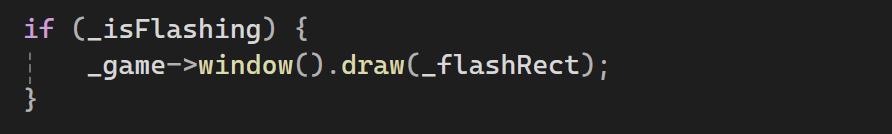 if (_isFlashing) {
    _game->window().draw(_flashRect);
}